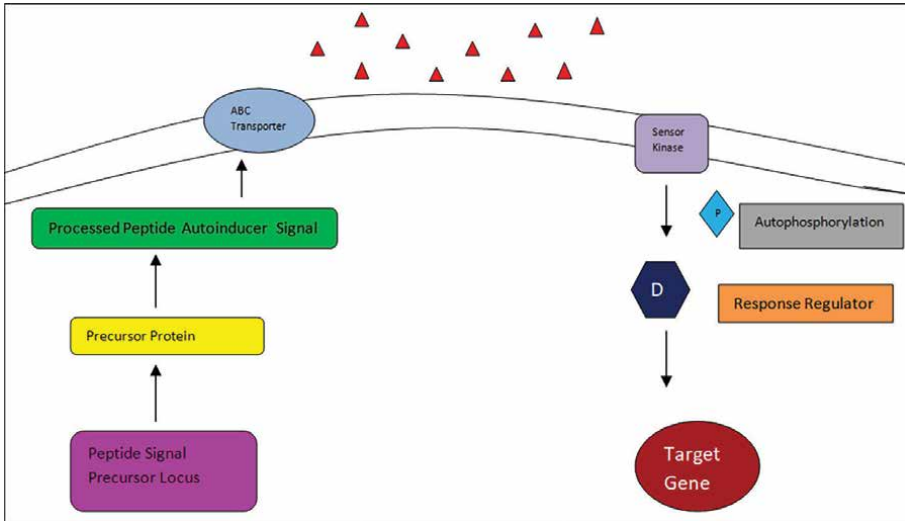 ABC
Transporter
Sensor
Kinase
Processed Peptide Autoinducer Signal
P
Autophosphorylation
D
Response Regulator
Precursor Protein
Peptide Signal
Precursor Locus
Target
Gene